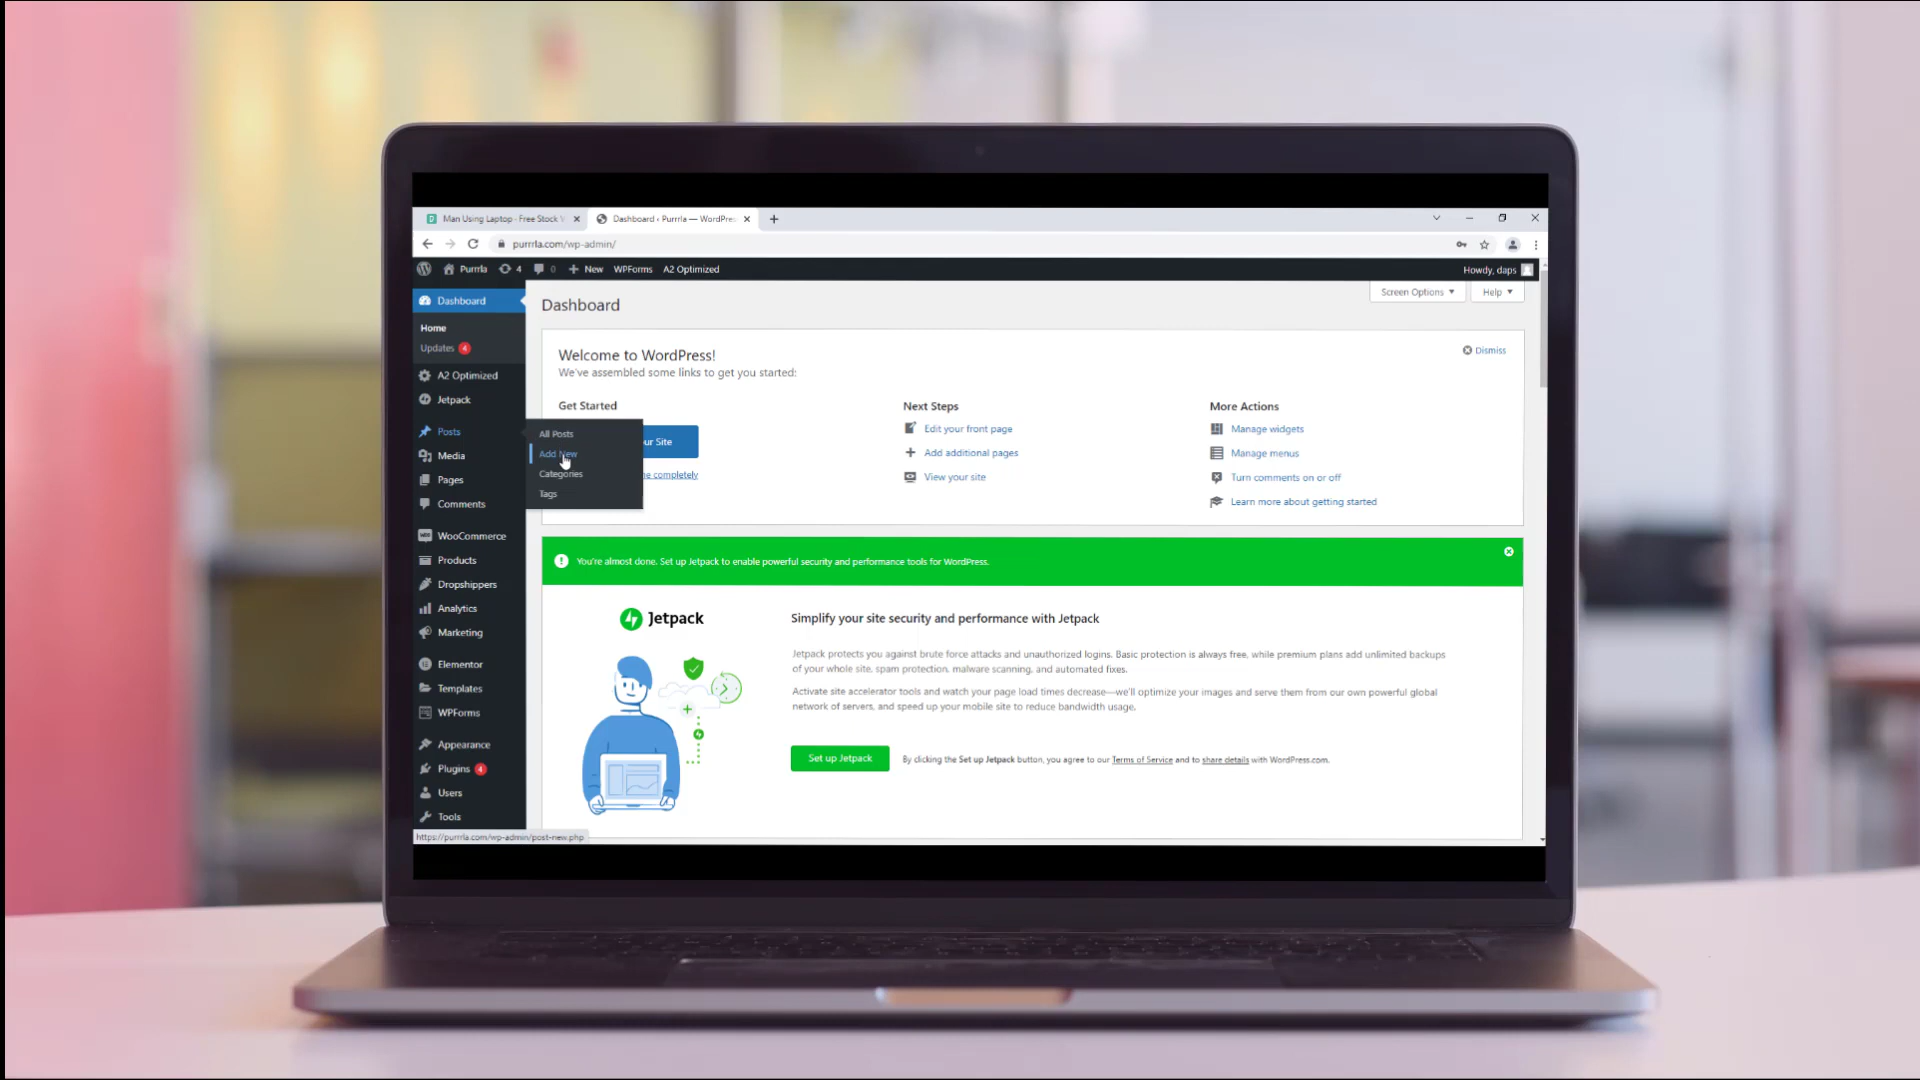 Man Using Laptop - Free Stock
Dashboard ‹ Purrrla — WordPre
purrrla.com/wp-admin/
Purrrla 4 0 New WPForms A2 Optimized
Howdy, daps
Screen Options
Help
Dashboard
Home
Updates 4
A2 Optimized
Jetpack
Posts
Media
Pages
Comments
WooCommerce
Products
Dropshippers
Analytics
Marketing
Elementor
Templates
WPForms
Appearance
Plugins 4
Users
Tools
All Posts
Add New
Categories
Tags
Dashboard
Welcome to WordPress!
We've assembled some links to get you started:
Dismiss
Get Started
ur Site
e completely
Next Steps
Edit your front page
Add additional pages
View your site
More Actions
Manage widgets
Manage menus
Turn comments on or off
Learn more about getting started
You're almost done. Set up Jetpack to enable powerful security and performance tools for WordPress.
Jetpack
Simplify your site security and performance with Jetpack
Jetpack protects you against brute force attacks and unauthorized logins. Basic protection is always free, while premium plans add unlimited backups
of your whole site, spam protection, malware scanning, and automated fixes.
Activate site accelerator tools and watch your page load times decrease—we'll optimize your images and serve them from our own powerful global
network of servers, and speed up your mobile site to reduce bandwidth usage.
Set up Jetpack
By clicking the Set up Jetpack button, you agree to our Terms of Service and to share details with WordPress.com.
https://purrrla.com/wp-admin/post-new.php